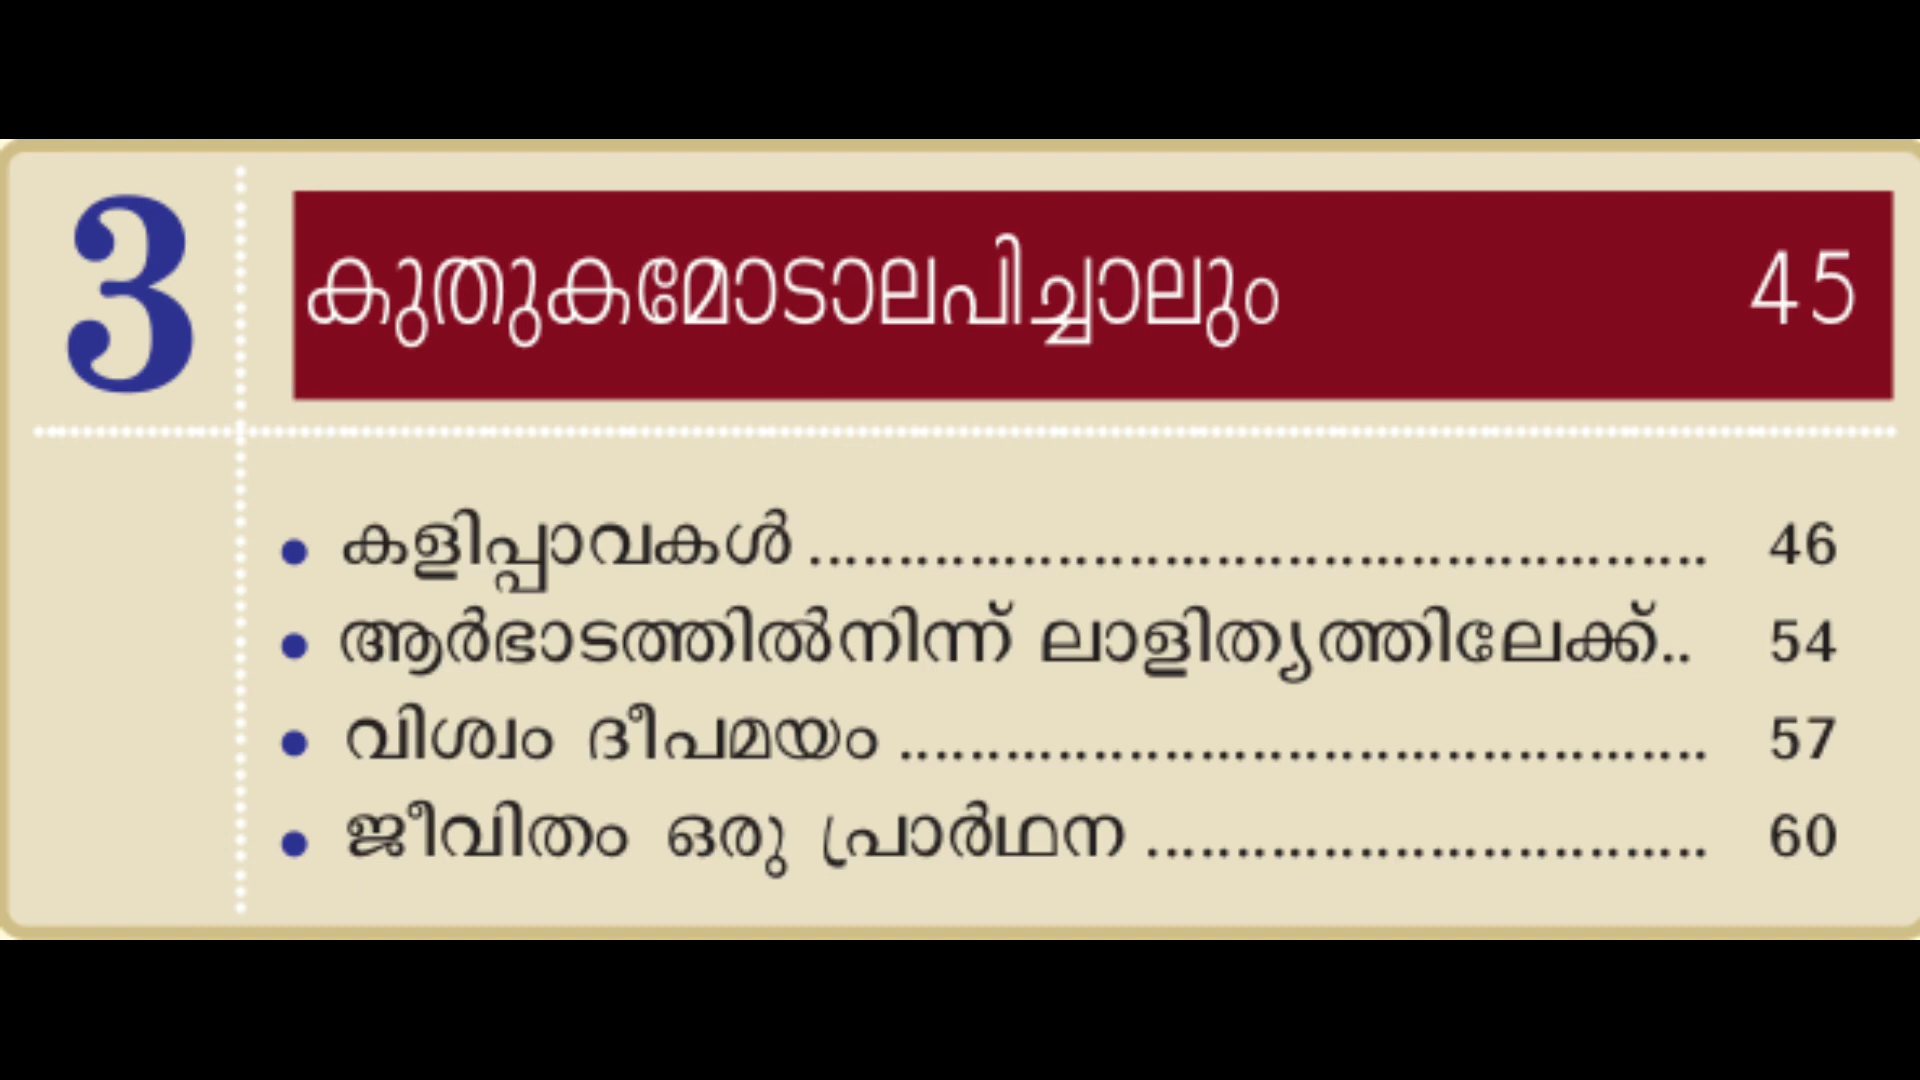 3 കുതുകമോടാലപിച്ചാലും 45
• കളിപ്പാവകൾ .................................................. 46
• ആർഭാടത്തിൽനിന്ന് ലാളിത്യത്തിലേക്ക്.. 54
• വിശ്വം ദീപമയം ............................................. 57
• ജീവിതം ഒരു പ്രാർഥന ............................... 60